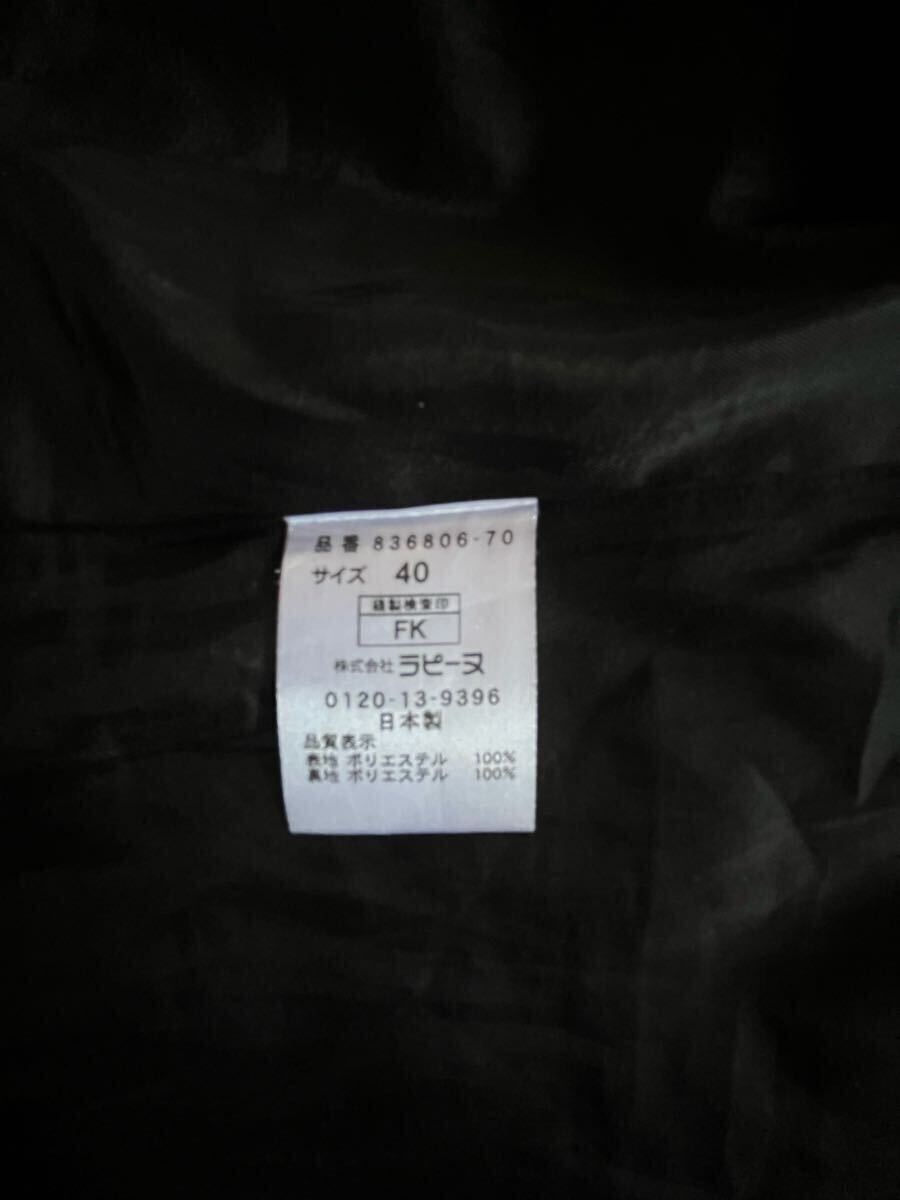 品番 836806-70
サイズ 40
縫製検査印
FK
株式会社 ラピーヌ
0120-13-9396
日本製
品質表示
表地 ポリエステル 100%
裏地 ポリエステル 100%